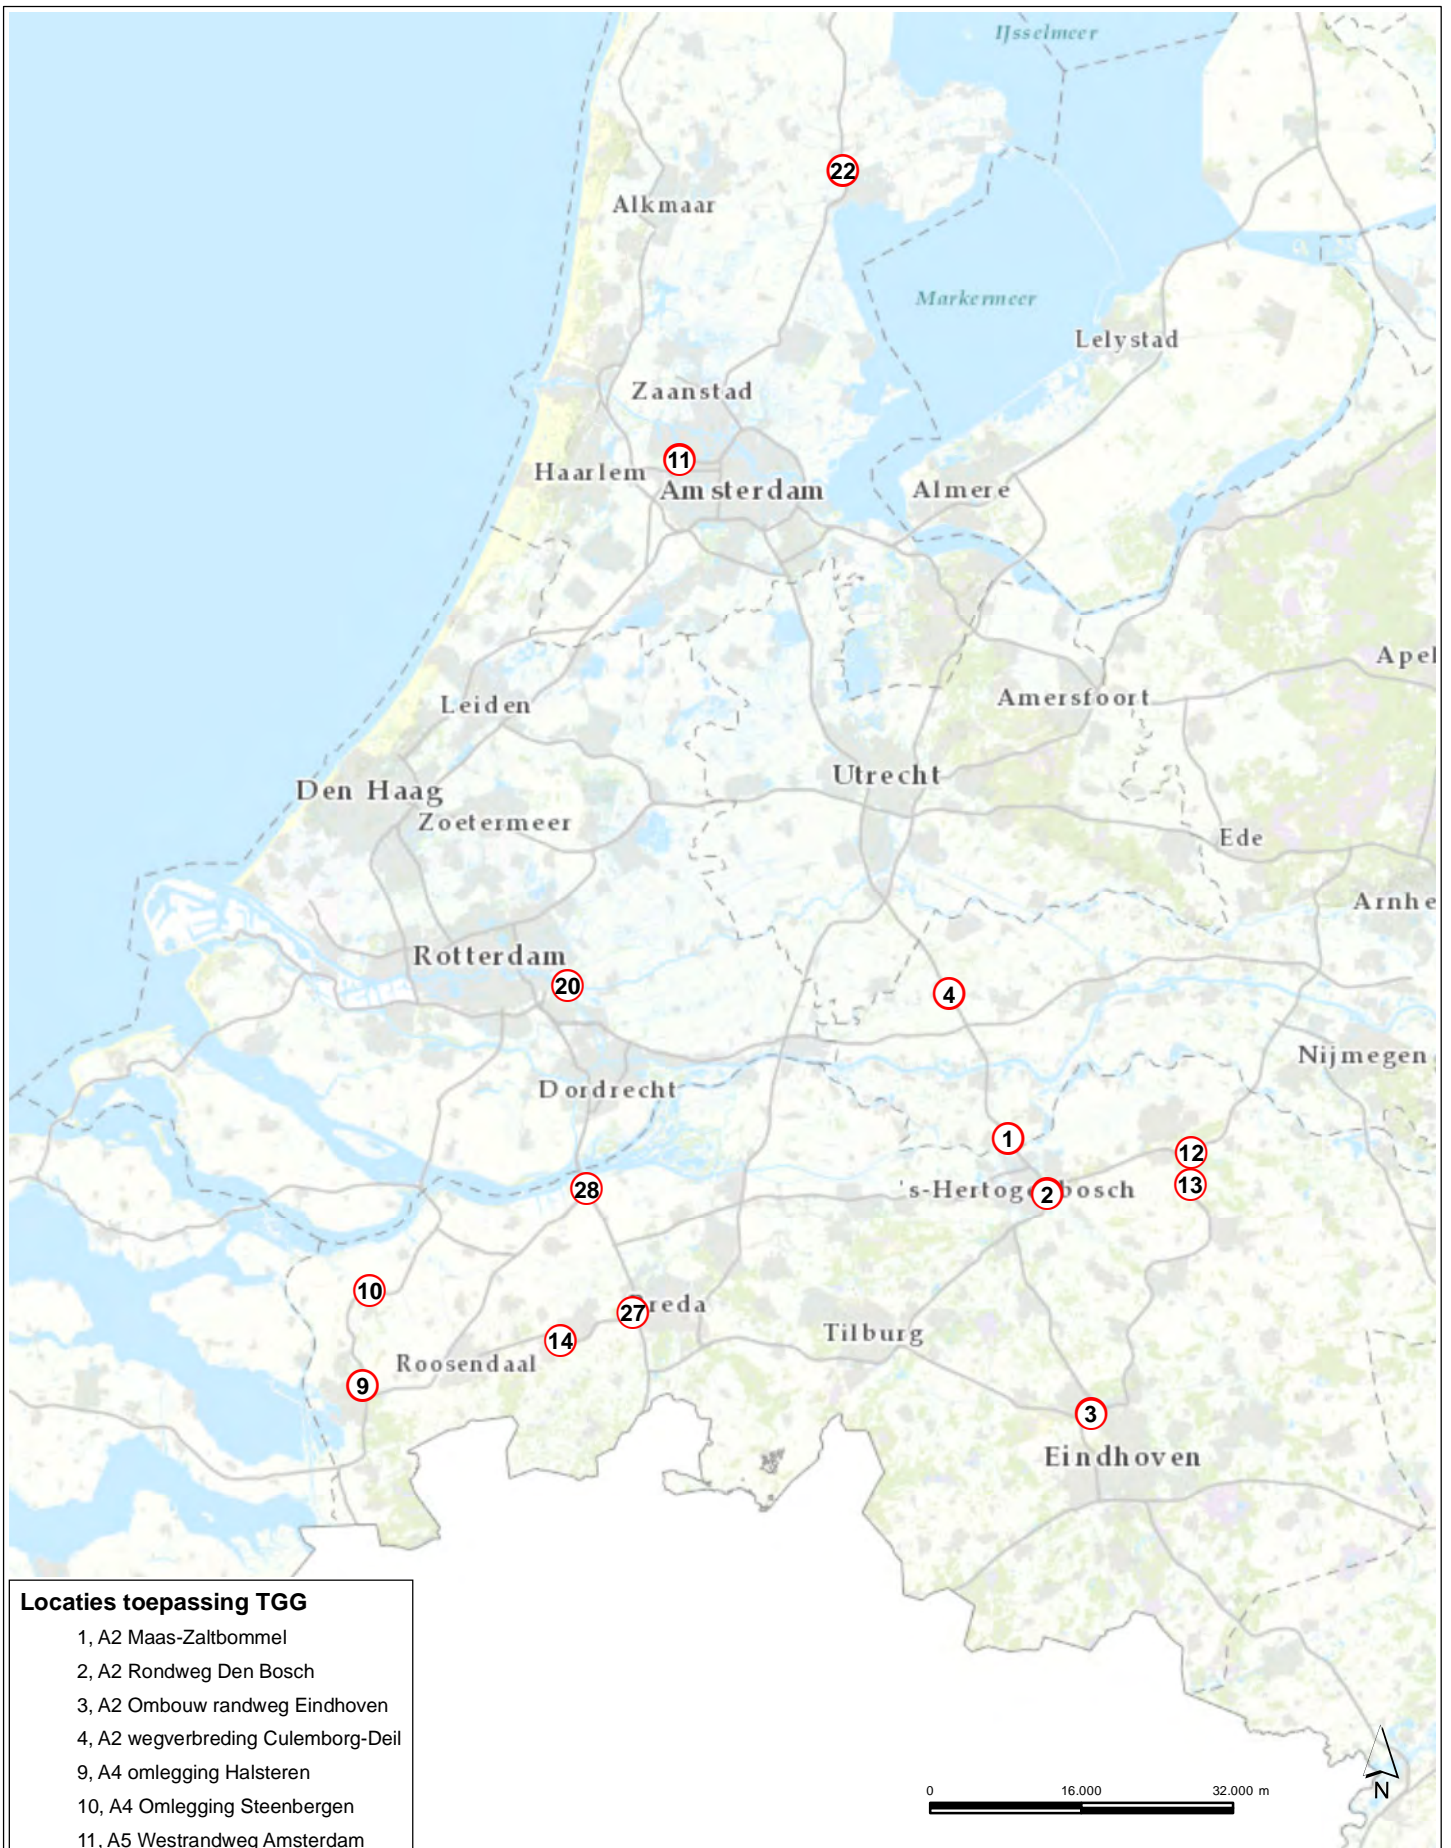 IJsselmeer
22
Alkmaar
Markermeer
Lelystad
Zaanstad
11
Haarlem
Amsterdam
Almere
Apel
Leiden
Amersfoort
Den Haag
Utrecht
Zoetermeer
Ede
Arnhe
Rotterdam
20
4
Nijmegen
Dordrecht
1
12
28
's-Hertogenbosch
2
13
10
27
Breda
14
Tilburg
Roosendaal
9
3
Eindhoven
Locaties toepassing TGG
1, A2 Maas-Zaltbommel
2, A2 Rondweg Den Bosch
3, A2 Ombouw randweg Eindhoven
4, A2 wegverbreding Culemborg-Deil
9, A4 omlegging Halsteren
10, A4 Omlegging Steenbergen
11, A5 Westrandweg Amsterdam
0 16.000 32.000 m
N